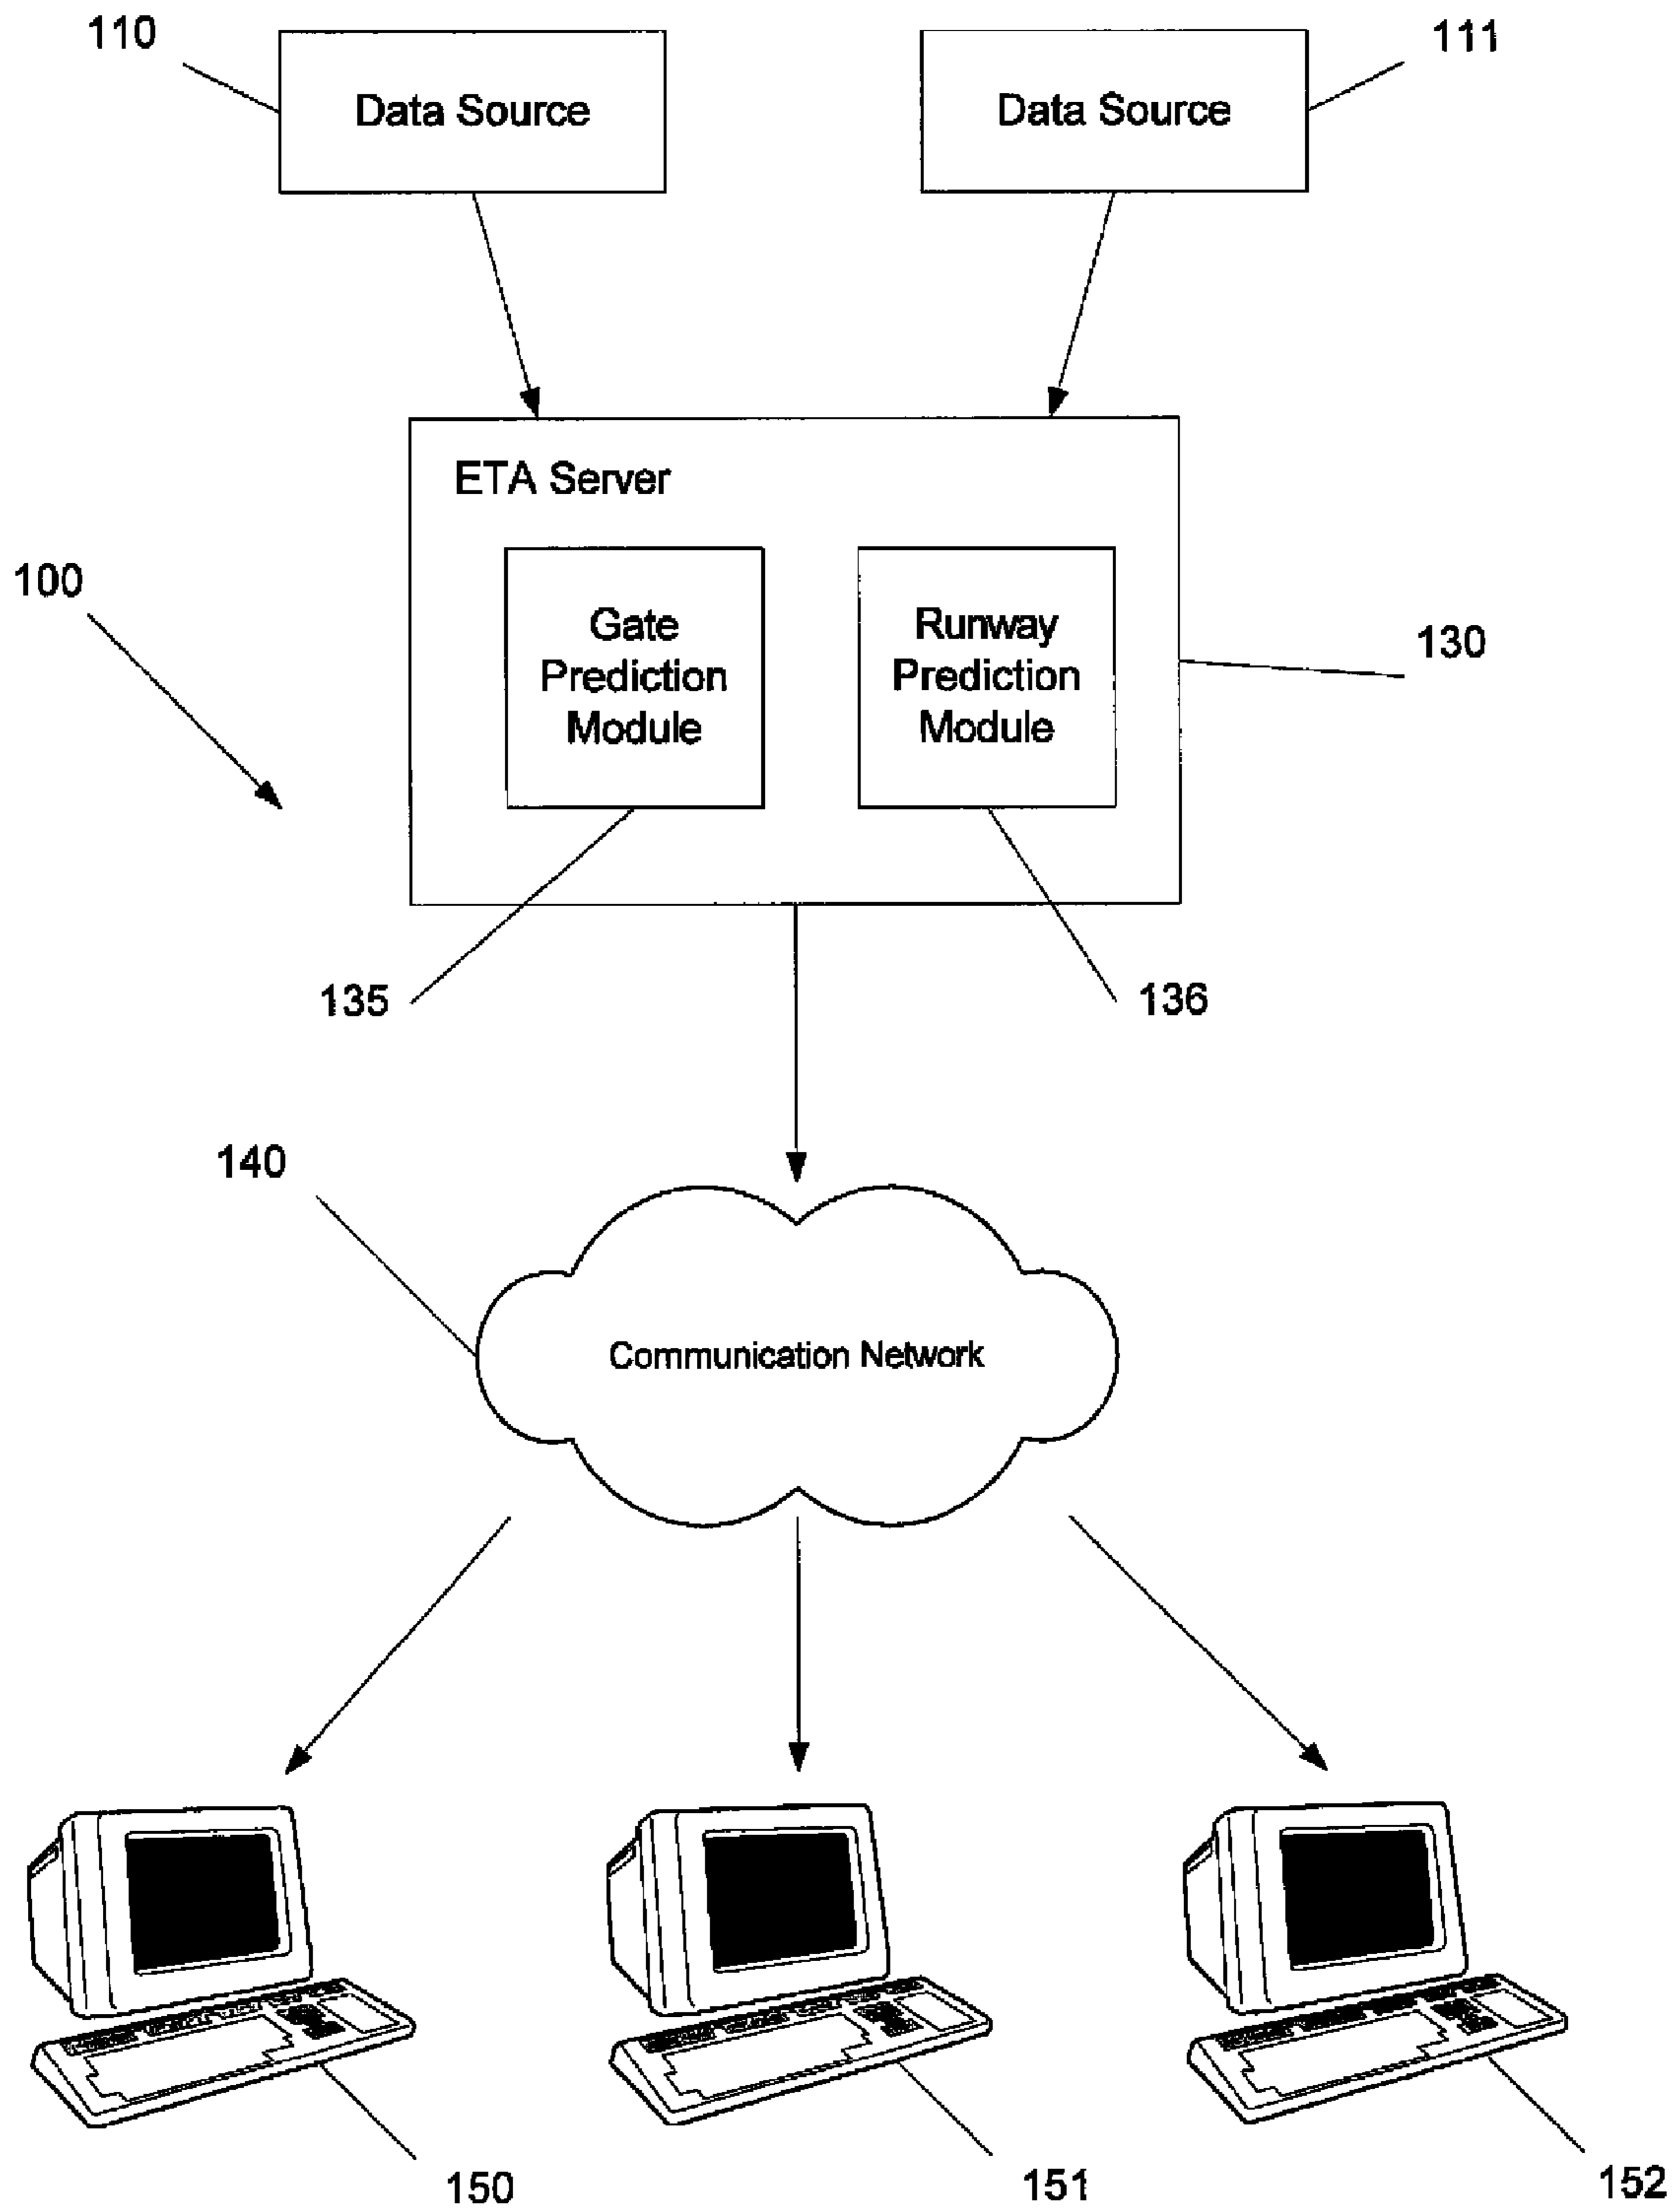 110
111
Data Source
Data Source
ETA Server
100
Gate
Prediction
Module
Runway
Prediction
Module
130
135
136
140
Communication Network
150
151
152